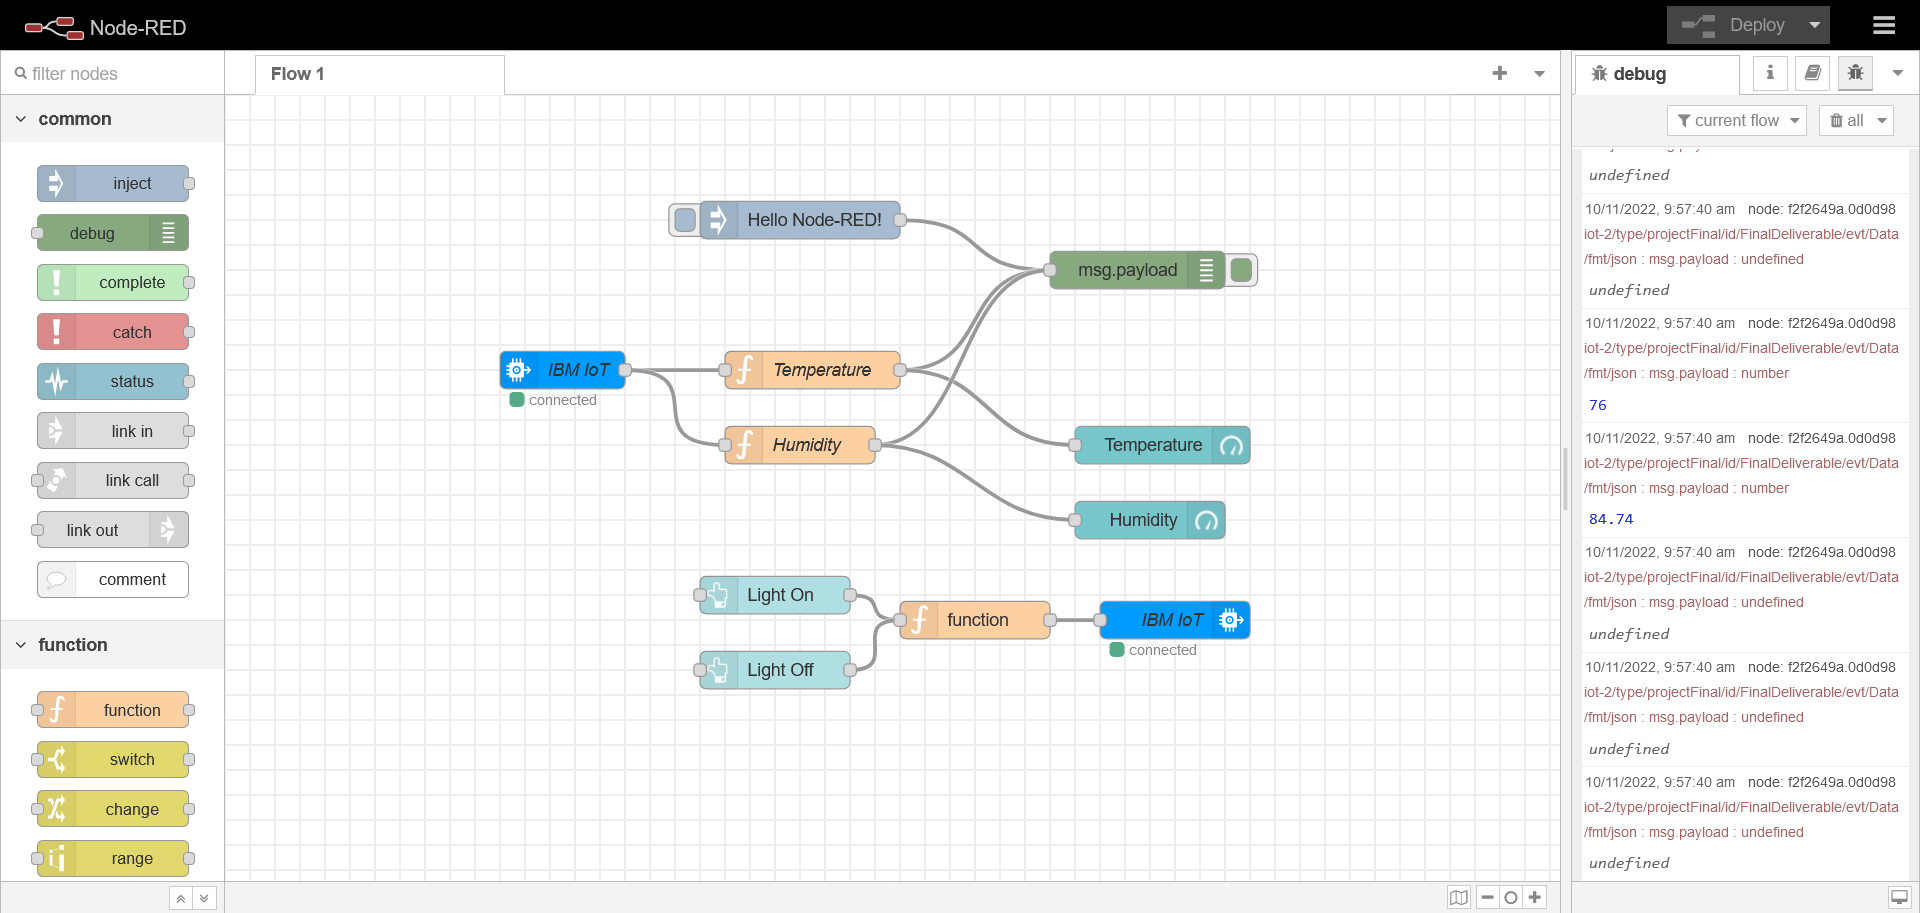 Node-RED
Deploy
filter nodes
Flow 1
debug
i
common
current flow
all
inject
debug
complete
catch
status
link in
link call
link out
comment
function
function
switch
change
range
Hello Node-RED!
msg.payload
IBM IoT
connected
Temperature
Humidity
Temperature
Humidity
Light On
Light Off
function
IBM IoT
connected
undefined
10/11/2022, 9:57:40 am node: f2f2649a.0d0d98
iot-2/type/projectFinal/id/FinalDeliverable/evt/Data
/fmt/json : msg.payload : undefined
undefined
10/11/2022, 9:57:40 am node: f2f2649a.0d0d98
iot-2/type/projectFinal/id/FinalDeliverable/evt/Data
/fmt/json : msg.payload : number
76
10/11/2022, 9:57:40 am node: f2f2649a.0d0d98
iot-2/type/projectFinal/id/FinalDeliverable/evt/Data
/fmt/json : msg.payload : number
84.74
10/11/2022, 9:57:40 am node: f2f2649a.0d0d98
iot-2/type/projectFinal/id/FinalDeliverable/evt/Data
/fmt/json : msg.payload : undefined
undefined
10/11/2022, 9:57:40 am node: f2f2649a.0d0d98
iot-2/type/projectFinal/id/FinalDeliverable/evt/Data
/fmt/json : msg.payload : undefined
undefined
10/11/2022, 9:57:40 am node: f2f2649a.0d0d98
iot-2/type/projectFinal/id/FinalDeliverable/evt/Data
/fmt/json : msg.payload : undefined
undefined